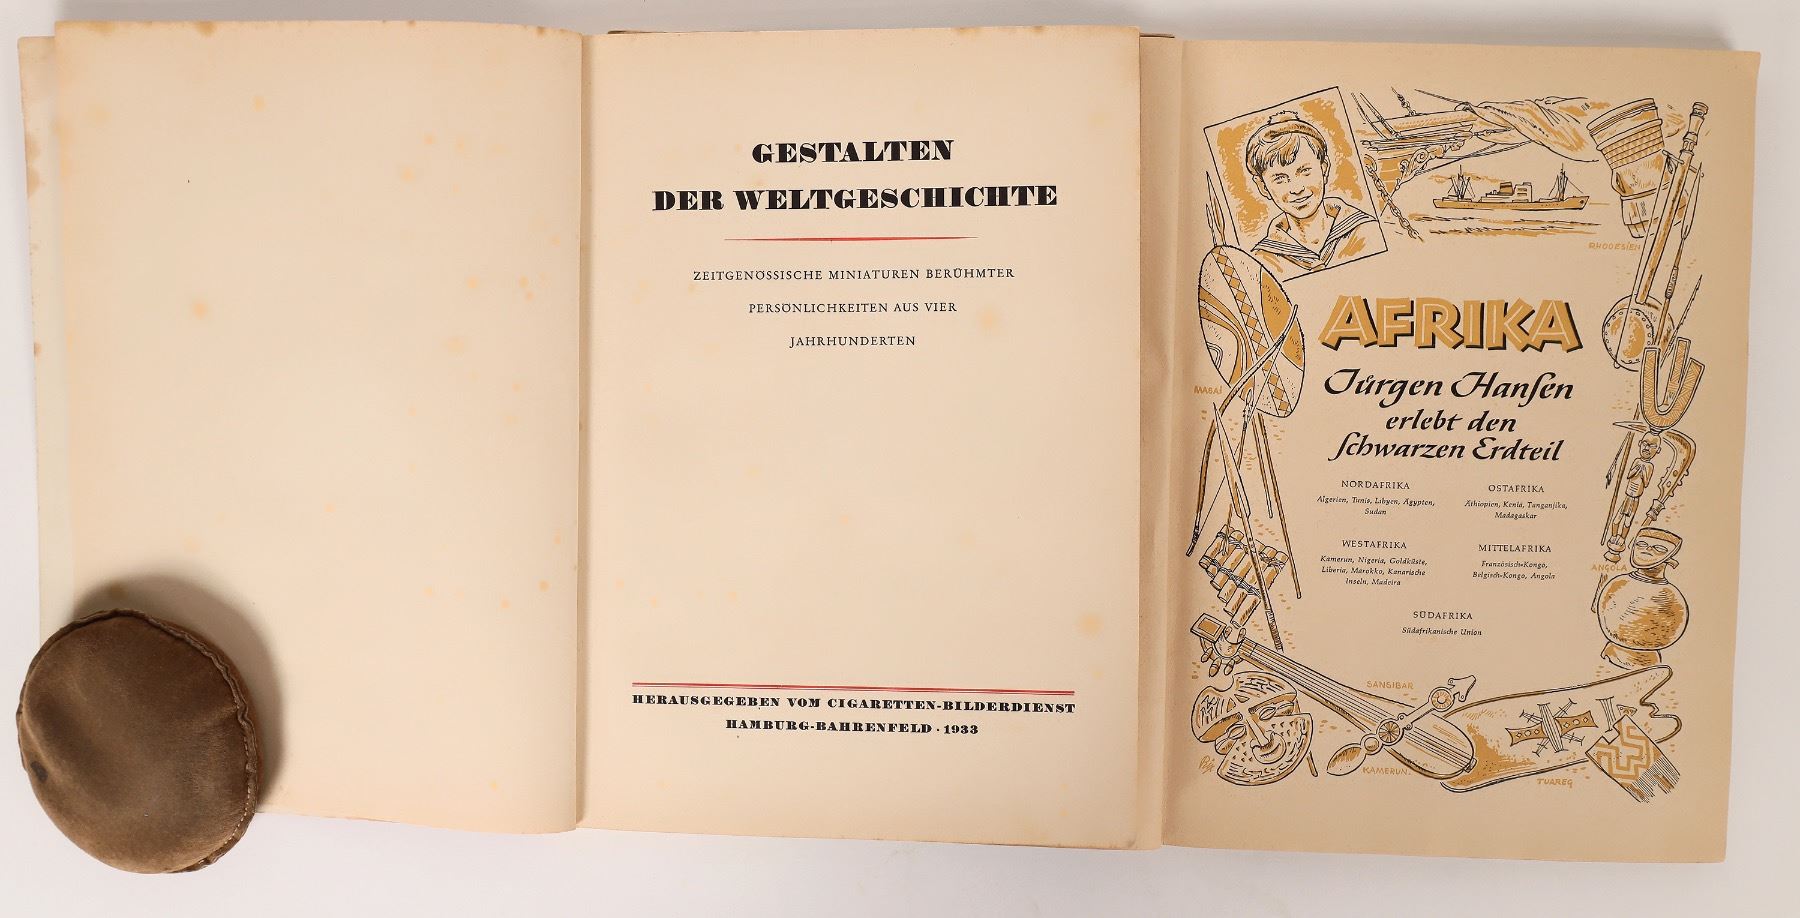 GESTALTEN
DER WELTGESCHICHTE
ZEITGENÖSSISCHE MINIATUREN BERÜHMTER
PERSÖNLICHKEITEN AUS VIER
JAHRHUNDERTEN
HERAUSGEGEBEN VOM CIGARETTEN-BILDERDIENST
HAMBURG-BAHRENFELD · 1933
RHODESIEN
AFRIKA
Jürgen Hanſen
erlebt den
ſchwarzen Erdteil
MASAI
NORDAFRIKA
Algerien, Tunis, Libyen, Ägypten,
Sudan
OSTAFRIKA
Äthiopien, Kenia, Tanganjika,
Madagaskar
WESTAFRIKA
Kamerun, Nigeria, Goldküste,
Liberia, Marokko, Kanarische
Inseln, Madeira
MITTELAFRIKA
Französisch-Kongo,
Belgisch-Kongo, Angola
ANGOLA
SÜDAFRIKA
Südafrikanische Union
SANSIBAR
KAMERUN.
TUAREG